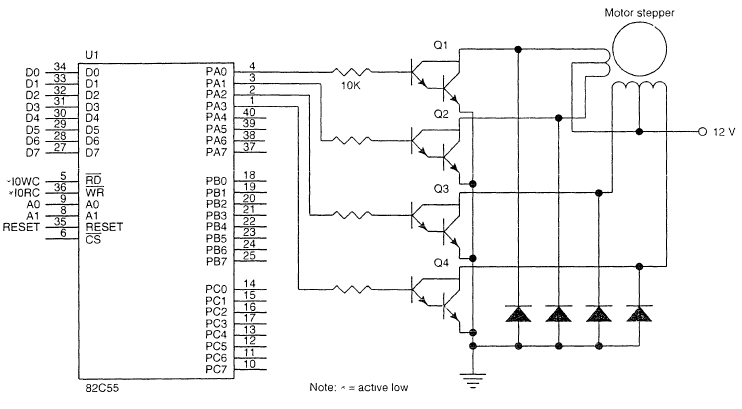 Motor stepper
U1
Q1
D0 34 D0 PA0 4
D1 33 D1 PA1 3
D2 32 D2 PA2 2
D3 31 D3 PA3 1
D4 30 D4 PA4 40
D5 29 D5 PA5 39
D6 28 D6 PA6 38
D7 27 D7 PA7 37
10K
Q2
12 V
*IOWC 5 RD PB0 18
*IORC 36 WR PB1 19
A0 9 A0 PB2 20
A1 8 A1 PB3 21
RESET 35 RESET PB4 22
6 CS PB5 23
PB6 24
PB7 25
Q3
Q4
PC0 14
PC1 15
PC2 16
PC3 17
PC4 13
PC5 12
PC6 11
PC7 10
82C55
Note: * = active low